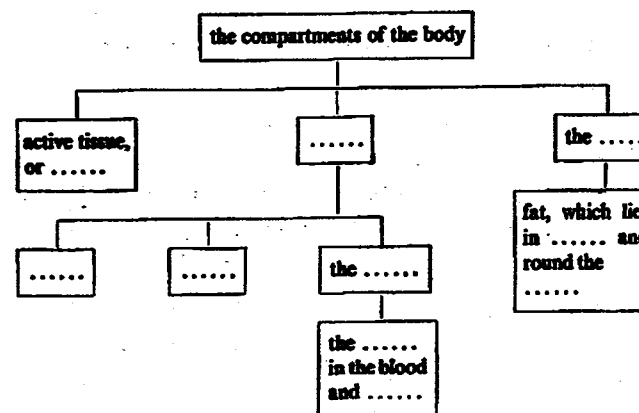 the compartments of the body
active tissue,
or ......
......
the .....
fat, which lie
in ...... and
round the
......
......
......
the ......
the ......
in the blood
and ......